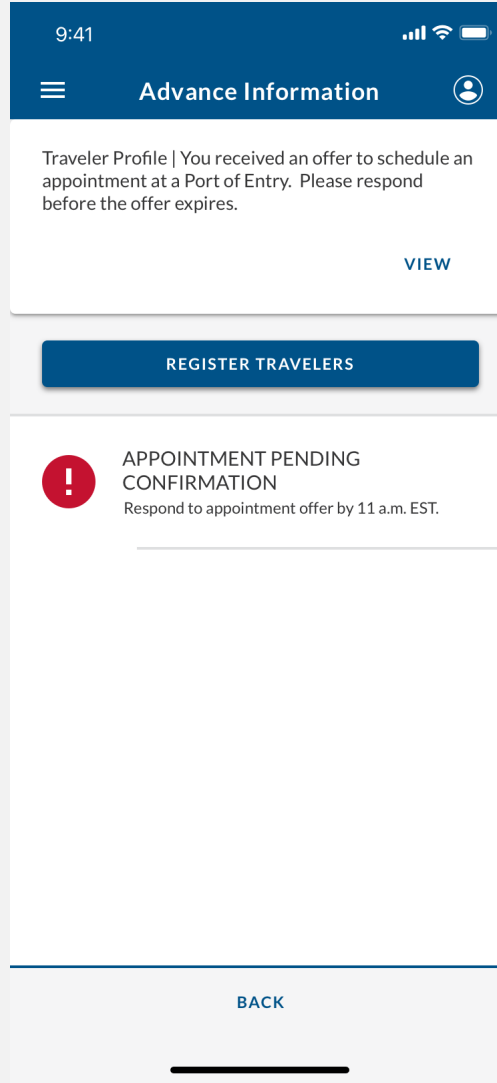 9:41
Advance Information
Traveler Profile | You received an offer to schedule an
appointment at a Port of Entry.  Please respond
before the offer expires.
VIEW
REGISTER TRAVELERS
APPOINTMENT PENDING
CONFIRMATION
Respond to appointment offer by 11 a.m. EST.
BACK